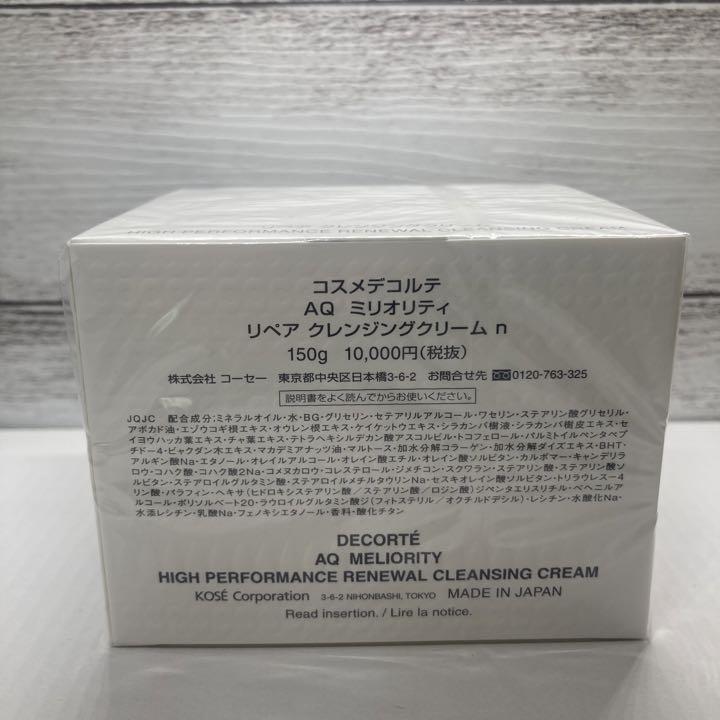 リペア クレンジングクリーム
HIGH PERFORMANCE RENEWAL CLEANSING CREAM
コスメデコルテ
AQ ミリオリティ
リペア クレンジングクリーム n
150g 10,000円(税抜)
株式会社 コーセー 東京都中央区日本橋3-6-2 お問合せ先 0120-763-325
説明書をよく読んでからお使いください。
JQJC 配合成分;ミネラルオイル・水・BG・グリセリン・セテアリルアルコール・ワセリン・ステアリン酸グリセリル・
アボカド油・エゾウコギ根エキス・オウレン根エキス・ケイケットウエキス・シラカンバ樹液・シラカンバ樹皮エキス・セ
イヨウハッカ葉エキス・チャ葉エキス・テトラヘキシルデカン酸アスコルビル・トコフェロール・パルミトイルペンタペプ
チド-4・ビャクダン木エキス・マカデミアナッツ油・マルトース・加水分解コラーゲン・加水分解ダイズエキス・BHT・
アルギン酸Na・エタノール・オレイルアルコール・オレイン酸エチル・オレイン酸ソルビタン・カルボマー・キャンデリラ
ロウ・コハク酸・コハク酸2Na・コメヌカロウ・コレステロール・ジメチコン・スクワラン・ステアリン酸・ステアリン酸ソル
ビタン・ステアロイルグルタミン酸・ステアロイルメチルタウリンNa・セスキオレイン酸ソルビタン・トリラウレス-4
リン酸・パラフィン・ヘキサ(ヒドロキシステアリン酸/ステアリン酸/ロジン酸)ジペンタエリスリチル・ベヘニルア
ルコール・ポリソルベート20・ラウロイルグルタミン酸ジ(フィトステリル/オクチルドデシル)・レシチン・水酸化Na・
水添レシチン・乳酸Na・フェノキシエタノール・香料・酸化チタン
DECORTÉ
AQ MELIORITY
HIGH PERFORMANCE RENEWAL CLEANSING CREAM
KOSÉ Corporation 3-6-2 NIHONBASHI, TOKYO MADE IN JAPAN
Read insertion. / Lire la notice.